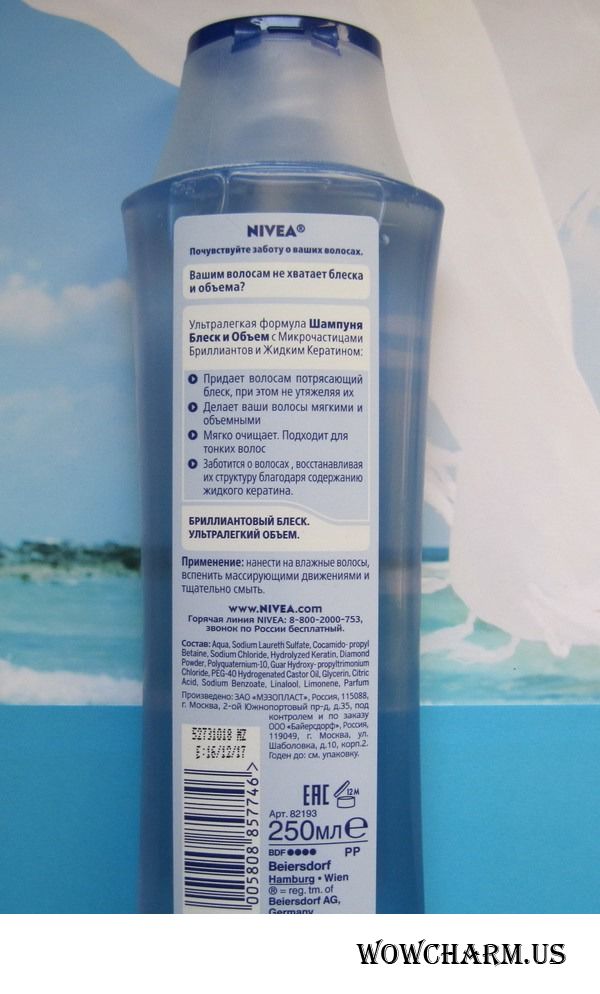 NIVEA®
Почувствуйте заботу о ваших волосах.
Вашим волосам не хватает блеска
и объема?
Ультралегкая формула Шампуня
Блеск и Объем с Микрочастицами
Бриллиантов и Жидким Кератином:
Придает волосам потрясающий
блеск, при этом не утяжеляя их
Делает ваши волосы мягкими и
объемными
Мягко очищает. Подходит для
тонких волос
Заботится о волосах , восстанавливая
их структуру благодаря содержанию
жидкого кератина.
БРИЛЛИАНТОВЫЙ БЛЕСК.
УЛЬТРАЛЕГКИЙ ОБЪЕМ.
Применение: нанести на влажные волосы,
вспенить массирующими движениями и
тщательно смыть.
www.NIVEA.com
Горячая линия NIVEA: 8-800-2000-753,
звонок по России бесплатный.
Состав: Aqua, Sodium Laureth Sulfate, Cocamido- propyl
Betaine, Sodium Chloride, Hydrolyzed Keratin, Diamond
Powder, Polyquaternium-10, Guar Hydroxy- propyltrimonium
Chloride, PEG-40 Hydrogenated Castor Oil, Glycerin, Citric
Acid, Sodium Benzoate, Linalool, Limonene, Parfum
Произведено: ЗАО «МЭЗОПЛАСТ», Россия, 115088,
г. Москва, 2-ой Южнопортовый пр-д, д.35, под
контролем и по заказу
ООО «Байерсдорф», Россия,
119049, г. Москва, ул.
Шаболовка, д.10, корп.2.
Годен до: см. упаковку.
52731018 MZ
E:16/12/17
005808 857746
EAC 12M
Арт. 82193
250мл e
BDF PP
Beiersdorf
Hamburg • Wien
® = reg. tm. of
Beiersdorf AG,
Germany
WOWCHARM.US